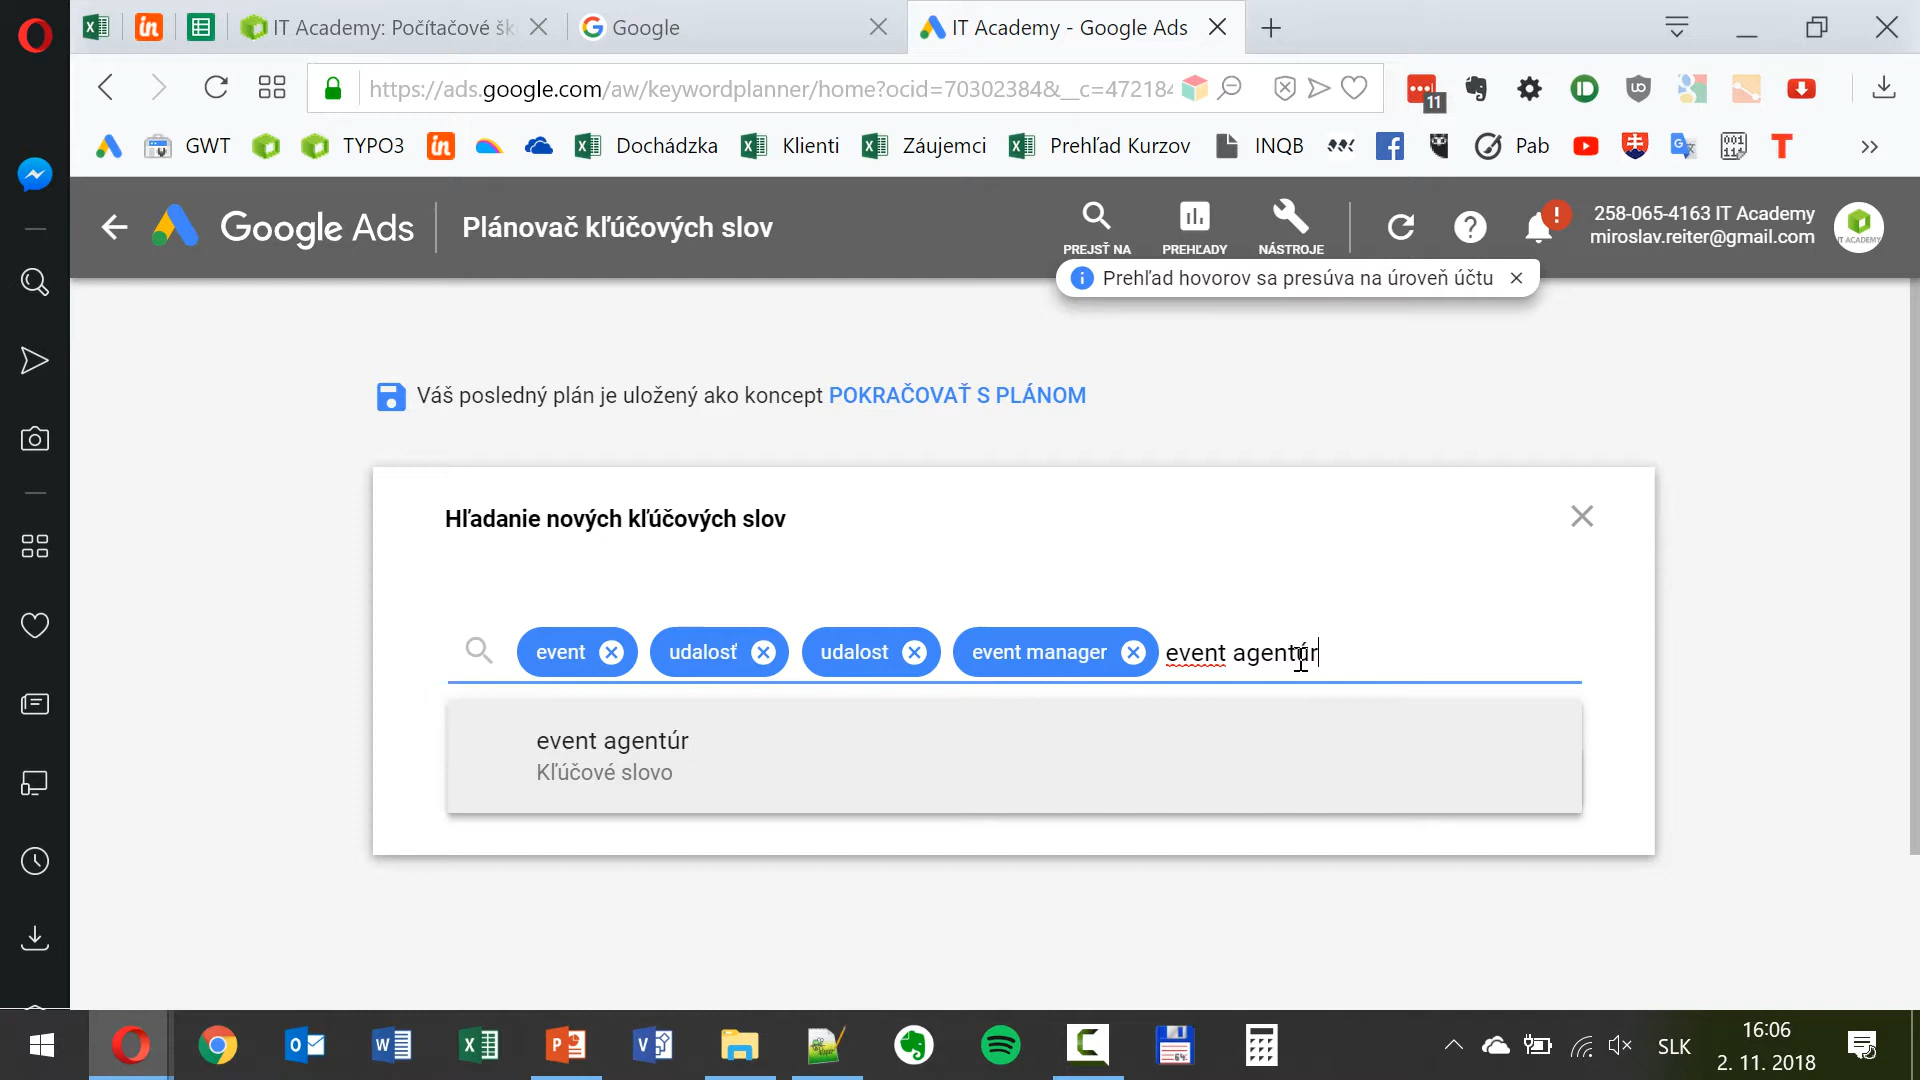 IT Academy: Počítačové šk
Google
IT Academy - Google Ads
https://ads.google.com/aw/keywordplanner/home?ocid=70302384&__c=472184
11
GWT
TYPO3
Dochádzka
Klienti
Záujemci
Prehľad Kurzov
INQB
Pab
Google Ads
Plánovač kľúčových slov
PREJSŤ NA
PREHĽADY
NÁSTROJE
258-065-4163 IT Academy
miroslav.reiter@gmail.com
IT ACADEMY
Prehľad hovorov sa presúva na úroveň účtu
Váš posledný plán je uložený ako koncept POKRAČOVAŤ S PLÁNOM
Hľadanie nových kľúčových slov
event
udalosť
udalost
event manager
event agentúr
event agentúr
Kľúčové slovo
SLK
16:06
2. 11. 2018